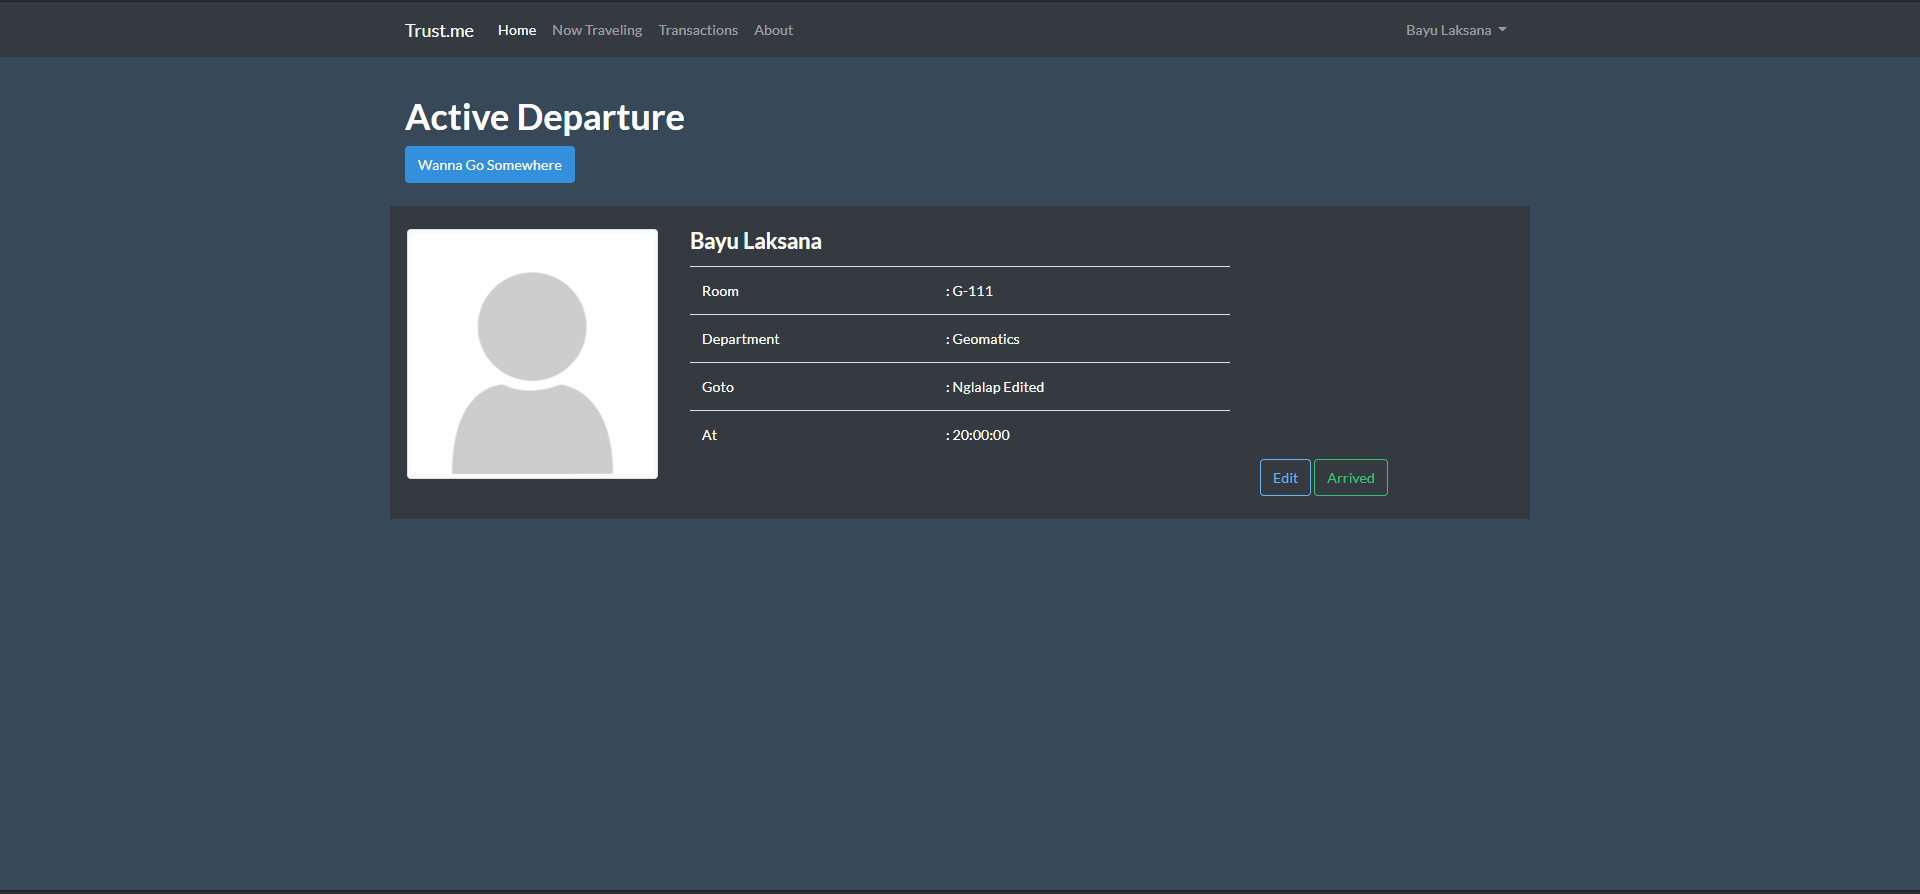 Trust.me Home Now Traveling Transactions About Bayu Laksana
Active Departure
Wanna Go Somewhere
Bayu Laksana
Room : G-111
Department : Geomatics
Goto : Nglalap Edited
At : 20:00:00
Edit Arrived